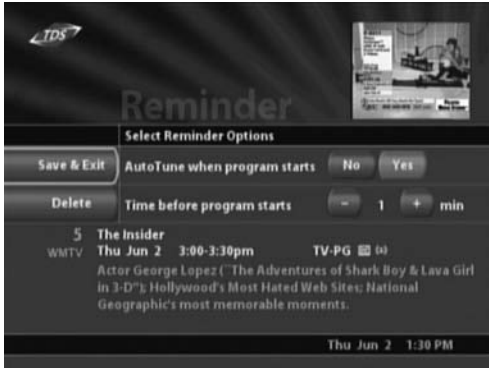 TDS
Reminder
Select Reminder Options
Save & Exit
AutoTune when program starts
No
Yes
Delete
Time before program starts
- 1 + min
5 The Insider
WMTV Thu Jun 2 3:00-3:30pm TV-PG
Actor George Lopez ("The Adventures of Shark Boy & Lava Girl
in 3-D"); Hollywood's Most Hated Web Sites; National
Geographic's most memorable moments.
Thu Jun 2 1:30 PM